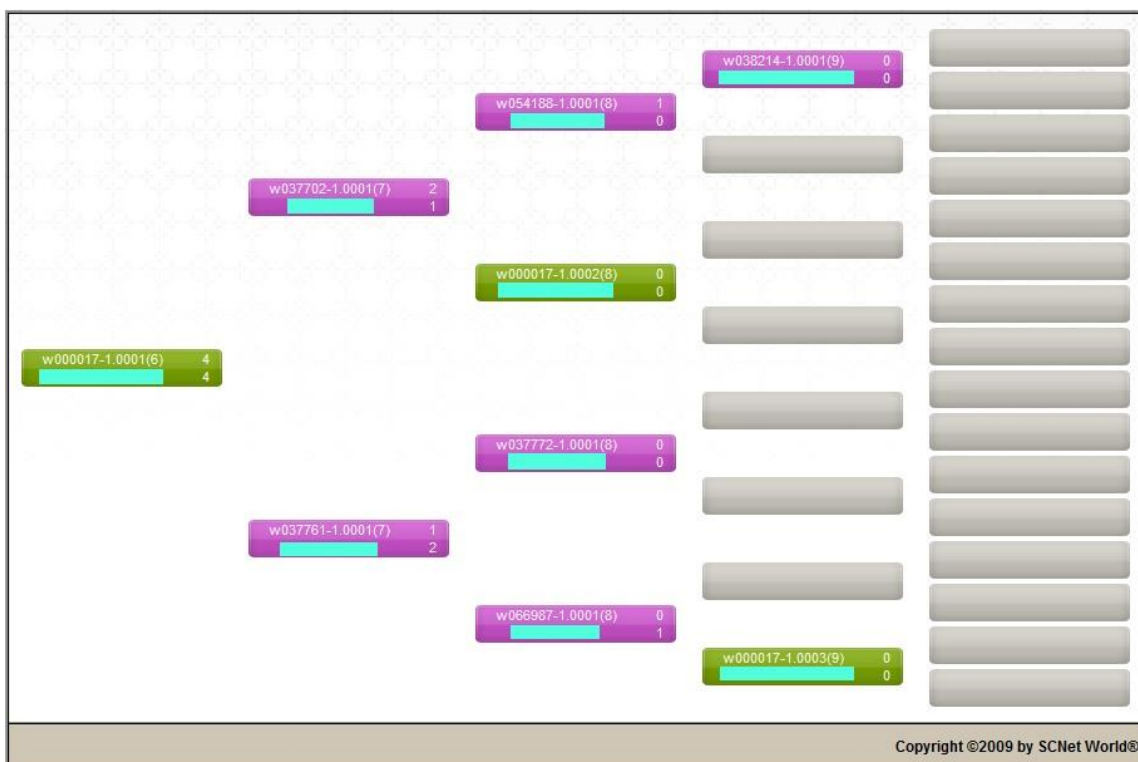 w038214-1.0001(9) 0
0
w054188-1.0001(8) 1
0
w037702-1.0001(7) 2
1
w000017-1.0002(8) 0
0
w000017-1.0001(6) 4
4
w037772-1.0001(8) 0
0
w037761-1.0001(7) 1
2
w066987-1.0001(8) 0
1
w000017-1.0003(9) 0
0
Copyright ©2009 by SCNet World®